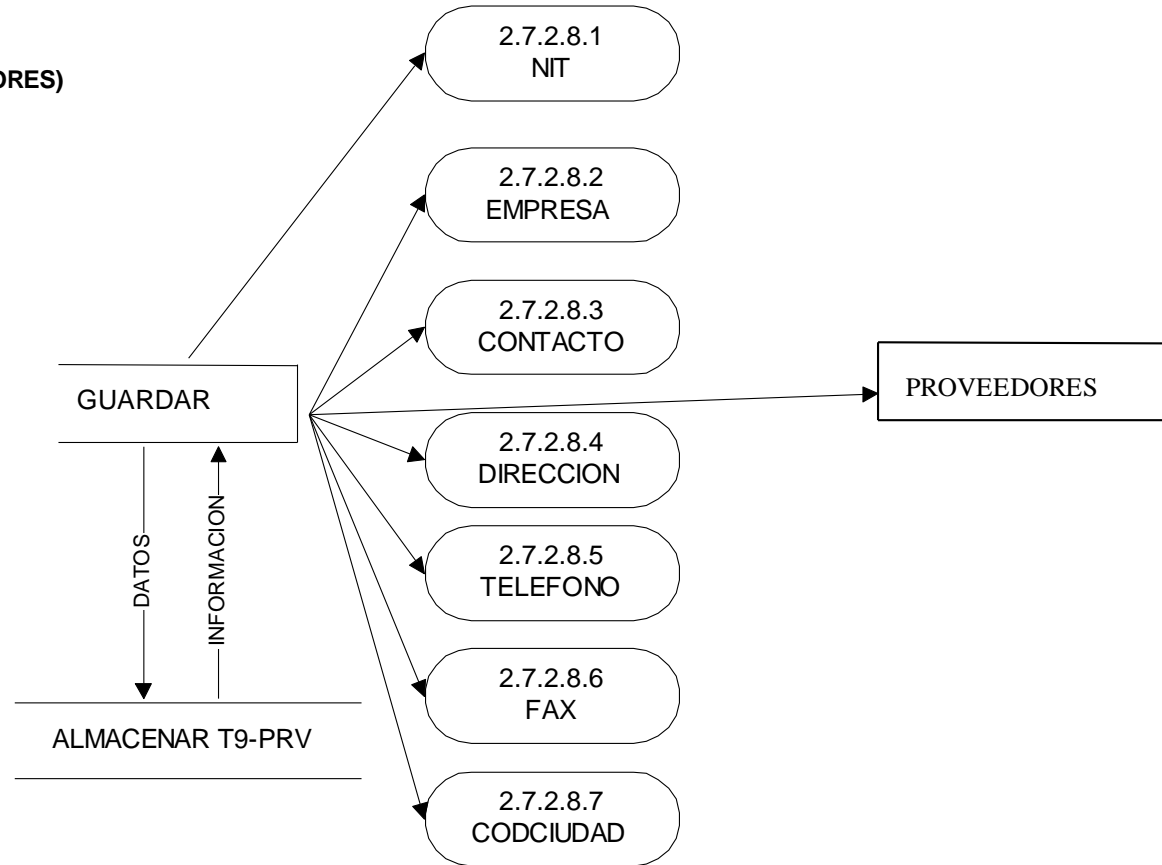 2.7.2.8.1
NIT
ORES)
2.7.2.8.2
EMPRESA
2.7.2.8.3
CONTACTO
PROVEEDORES
GUARDAR
2.7.2.8.4
DIRECCION
DATOS
INFORMACION
2.7.2.8.5
TELEFONO
2.7.2.8.6
FAX
ALMACENAR T9-PRV
2.7.2.8.7
CODCIUDAD